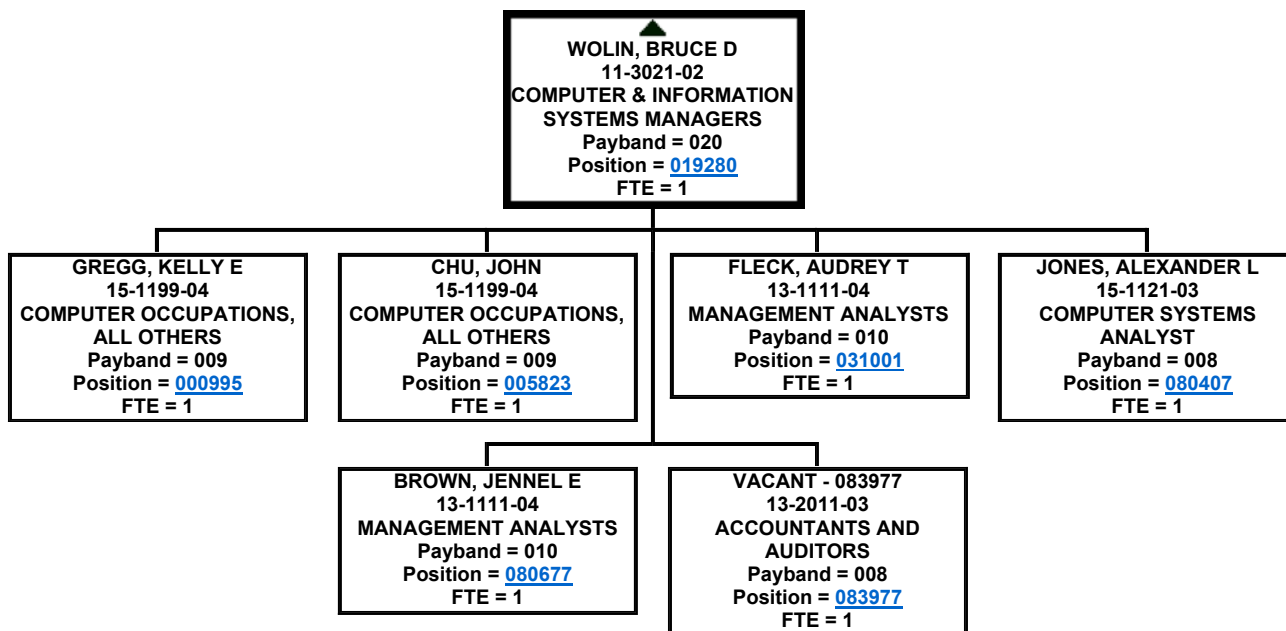 WOLIN, BRUCE D
11-3021-02
COMPUTER & INFORMATION
SYSTEMS MANAGERS
Payband = 020
Position = 019280
FTE = 1
GREGG, KELLY E
15-1199-04
COMPUTER OCCUPATIONS,
ALL OTHERS
Payband = 009
Position = 000995
FTE = 1
CHU, JOHN
15-1199-04
COMPUTER OCCUPATIONS,
ALL OTHERS
Payband = 009
Position = 005823
FTE = 1
FLECK, AUDREY T
13-1111-04
MANAGEMENT ANALYSTS
Payband = 010
Position = 031001
FTE = 1
JONES, ALEXANDER L
15-1121-03
COMPUTER SYSTEMS
ANALYST
Payband = 008
Position = 080407
FTE = 1
BROWN, JENNEL E
13-1111-04
MANAGEMENT ANALYSTS
Payband = 010
Position = 080677
FTE = 1
VACANT - 083977
13-2011-03
ACCOUNTANTS AND
AUDITORS
Payband = 008
Position = 083977
FTE = 1